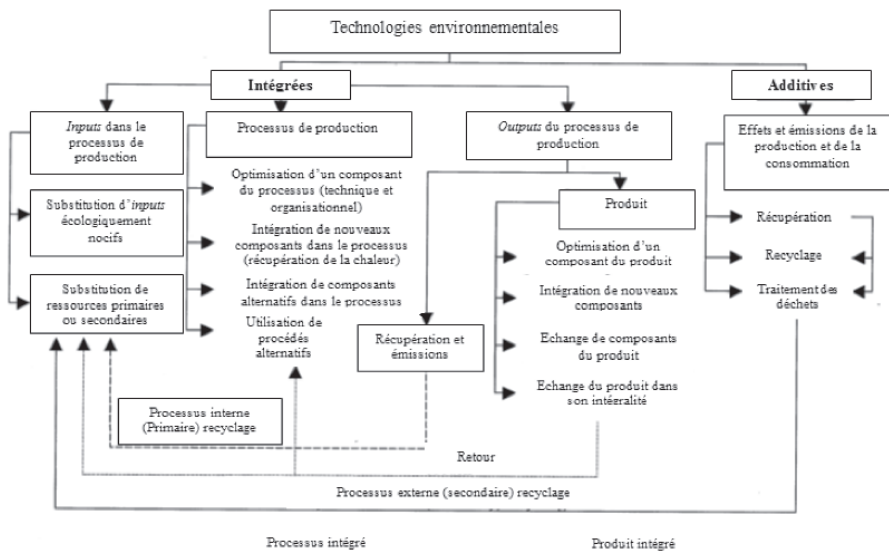 Technologies environnementales
Intégrées
Additives
Inputs dans le
processus de
production
Processus de production
Outputs du processus de
production
Effets et émissions de la
production et de la
consommation
Substitution d'inputs
écologiquement
nocifs
Substitution de
ressources primaires
ou secondaires
Optimisation d'un composant
du processus (technique et
organisationnel)
Intégration de nouveaux
composants dans le processus
(récupération de la chaleur)
Intégration de composants
alternatifs dans le processus
Utilisation de
procédés
alternatifs
Récupération et
émissions
Produit
Optimisation d'un
composant du produit
Intégration de nouveaux
composants
Echange de composants
du produit
Echange du produit dans
son intégralité
Récupération
Recyclage
Traitement des
déchets
Processus interne
(Primaire) recyclage
Retour
Processus externe (secondaire) recyclage
Processus intégré
Produit intégré